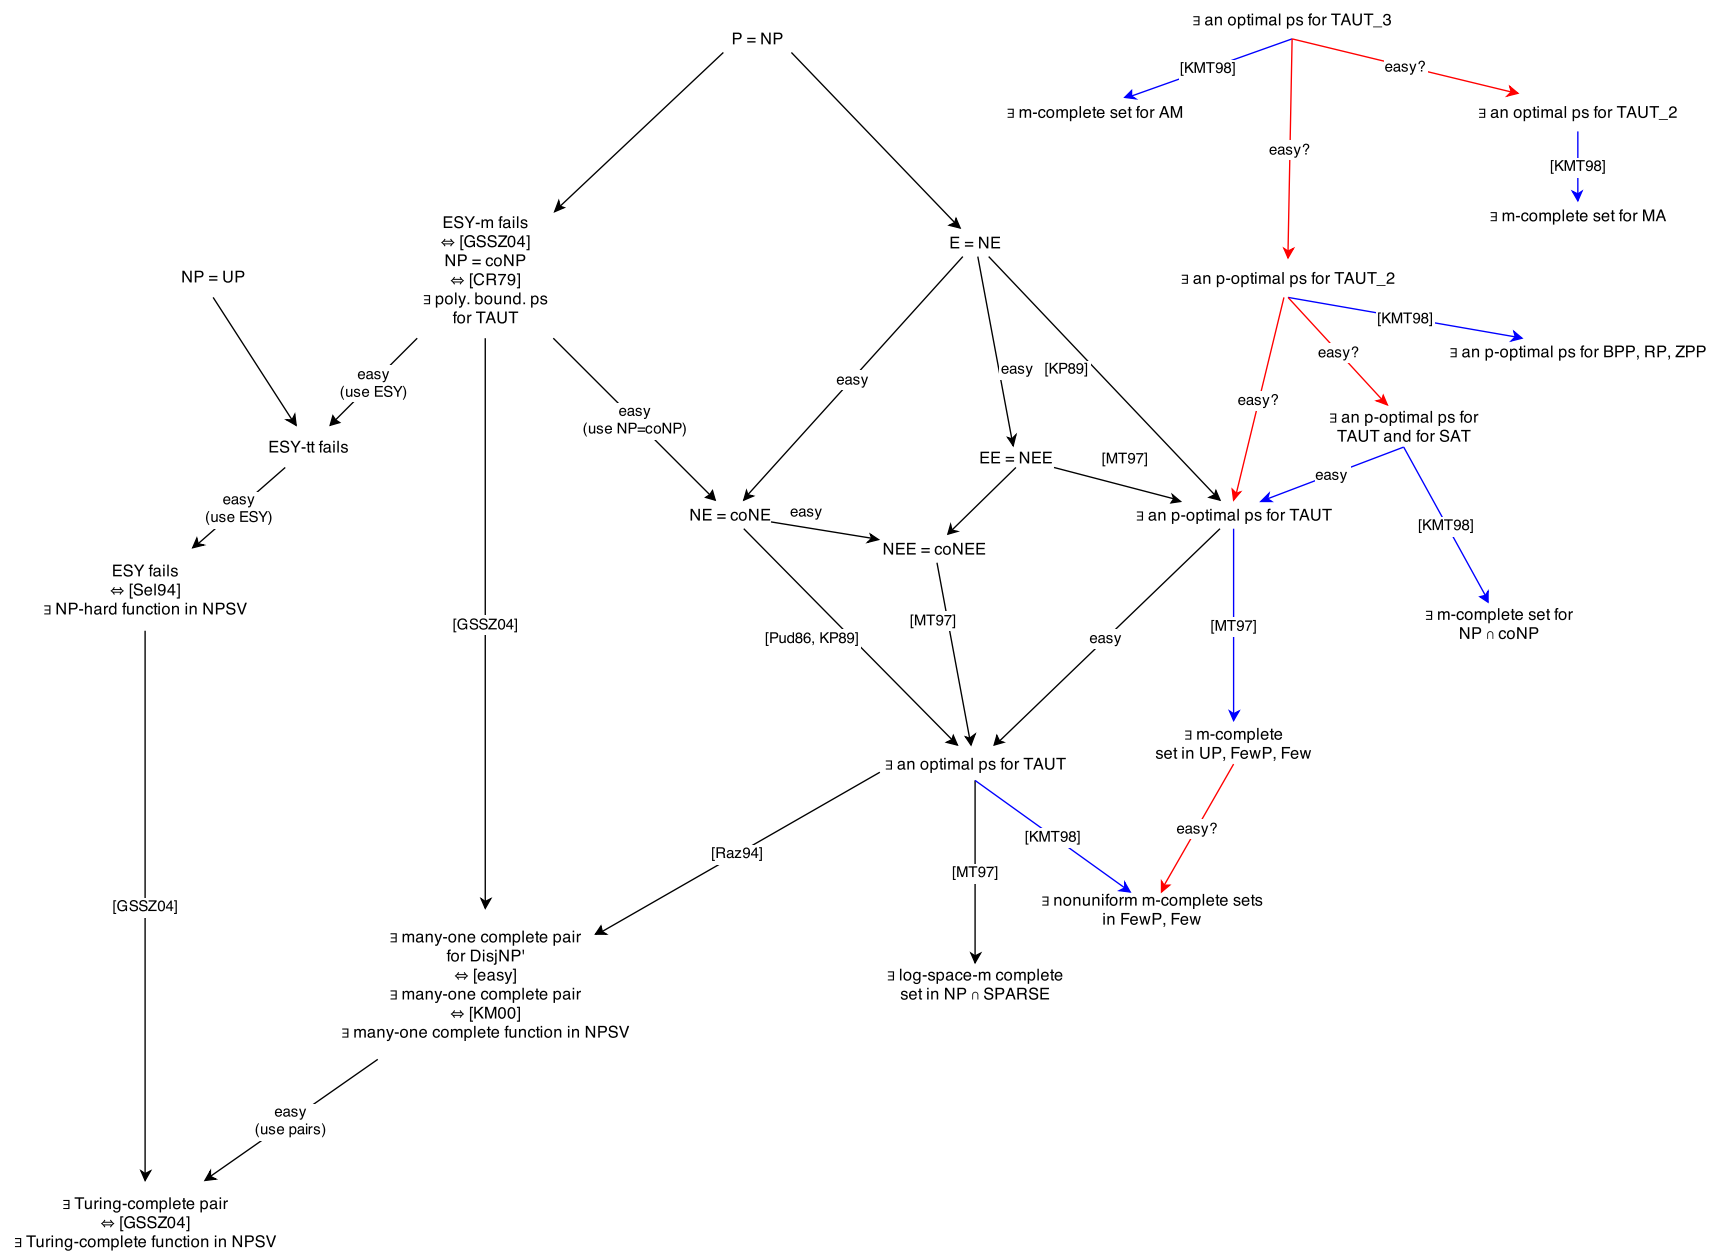 ∃ an optimal ps for TAUT_3
P = NP
[KMT98]
easy?
∃ m-complete set for AM
∃ an optimal ps for TAUT_2
easy?
[KMT98]
∃ m-complete set for MA
ESY-m fails
⇔ [GSSZ04]
NP = coNP
⇔ [CR79]
∃ poly. bound. ps
for TAUT
E = NE
NP = UP
∃ an p-optimal ps for TAUT_2
[KMT98]
easy?
∃ an p-optimal ps for BPP, RP, ZPP
easy
(use ESY)
easy
easy
[KP89]
easy?
easy
(use NP=coNP)
∃ an p-optimal ps for
TAUT and for SAT
ESY-tt fails
EE = NEE
[MT97]
easy
easy
(use ESY)
NE = coNE
easy
∃ an p-optimal ps for TAUT
[KMT98]
NEE = coNEE
ESY fails
⇔ [Sel94]
∃ NP-hard function in NPSV
[GSSZ04]
[Pud86, KP89]
[MT97]
easy
[MT97]
∃ m-complete set for
NP ∩ coNP
∃ m-complete
set in UP, FewP, Few
∃ an optimal ps for TAUT
easy?
[KMT98]
[Raz94]
[MT97]
[GSSZ04]
∃ nonuniform m-complete sets
in FewP, Few
∃ many-one complete pair
for DisjNP'
⇔ [easy]
∃ many-one complete pair
⇔ [KM00]
∃ many-one complete function in NPSV
∃ log-space-m complete
set in NP ∩ SPARSE
easy
(use pairs)
∃ Turing-complete pair
⇔ [GSSZ04]
∃ Turing-complete function in NPSV